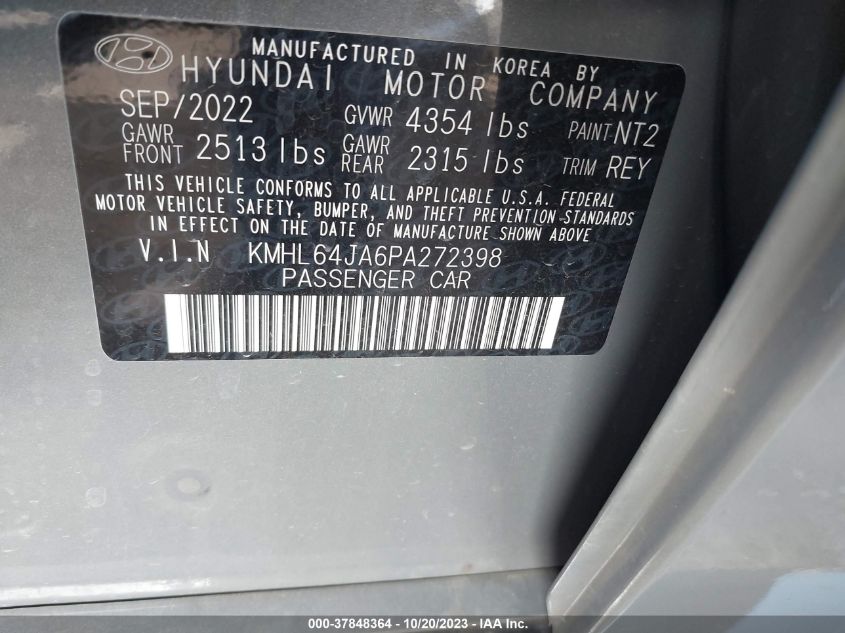 MANUFACTURED IN KOREA BY
HYUNDAI MOTOR COMPANY
SEP/2022 GVWR 4354 lbs PAINT NT2
GAWR FRONT 2513 lbs GAWR REAR 2315 lbs TRIM REY
THIS VEHICLE CONFORMS TO ALL APPLICABLE U.S.A. FEDERAL
MOTOR VEHICLE SAFETY, BUMPER, AND THEFT PREVENTION STANDARDS
IN EFFECT ON THE DATE OF MANUFACTURE SHOWN ABOVE
V.I.N KMHL64JA6PA272398
PASSENGER CAR
000-37848364 | 10/20/2023 | IAA Inc.